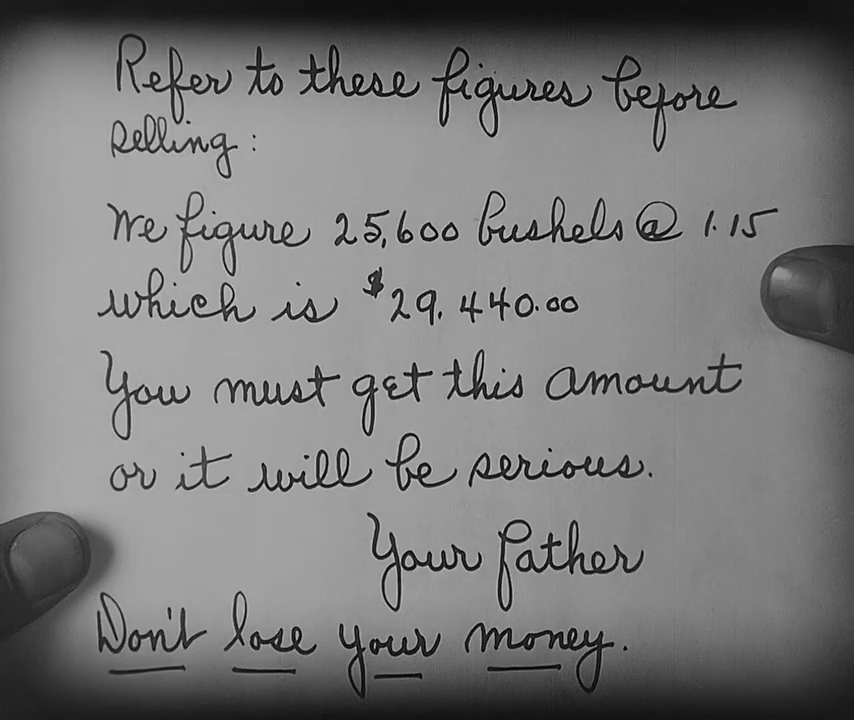 Refer to these figures before
selling:
We figure 25,600 bushels @ 1.15
which is $29.440.00
You must get this amount
or it will be serious.
Your father
Don't lose your money.